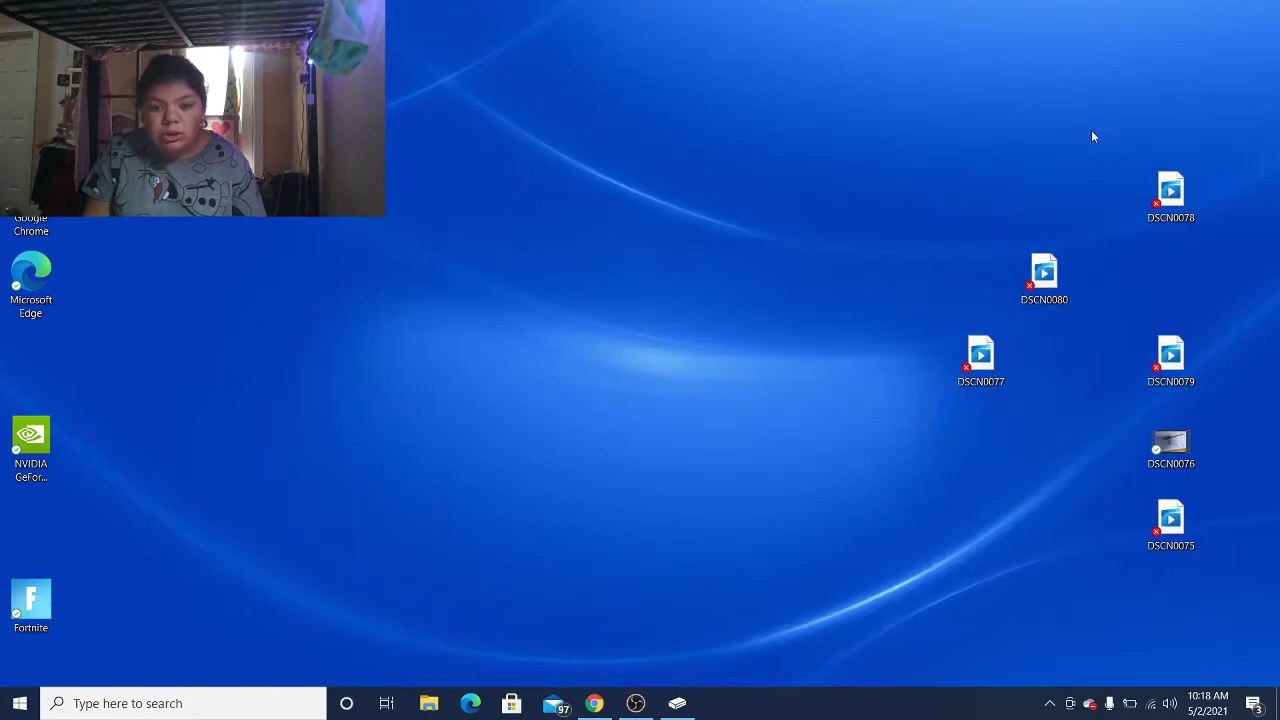 Google
Chrome
Microsoft
Edge
NVIDIA
GeFor...
F
Fortnite
DSCN0078
DSCN0080
DSCN0077
DSCN0079
DSCN0076
DSCN0075
Type here to search
97
10:18 AM
5/2/2021
3